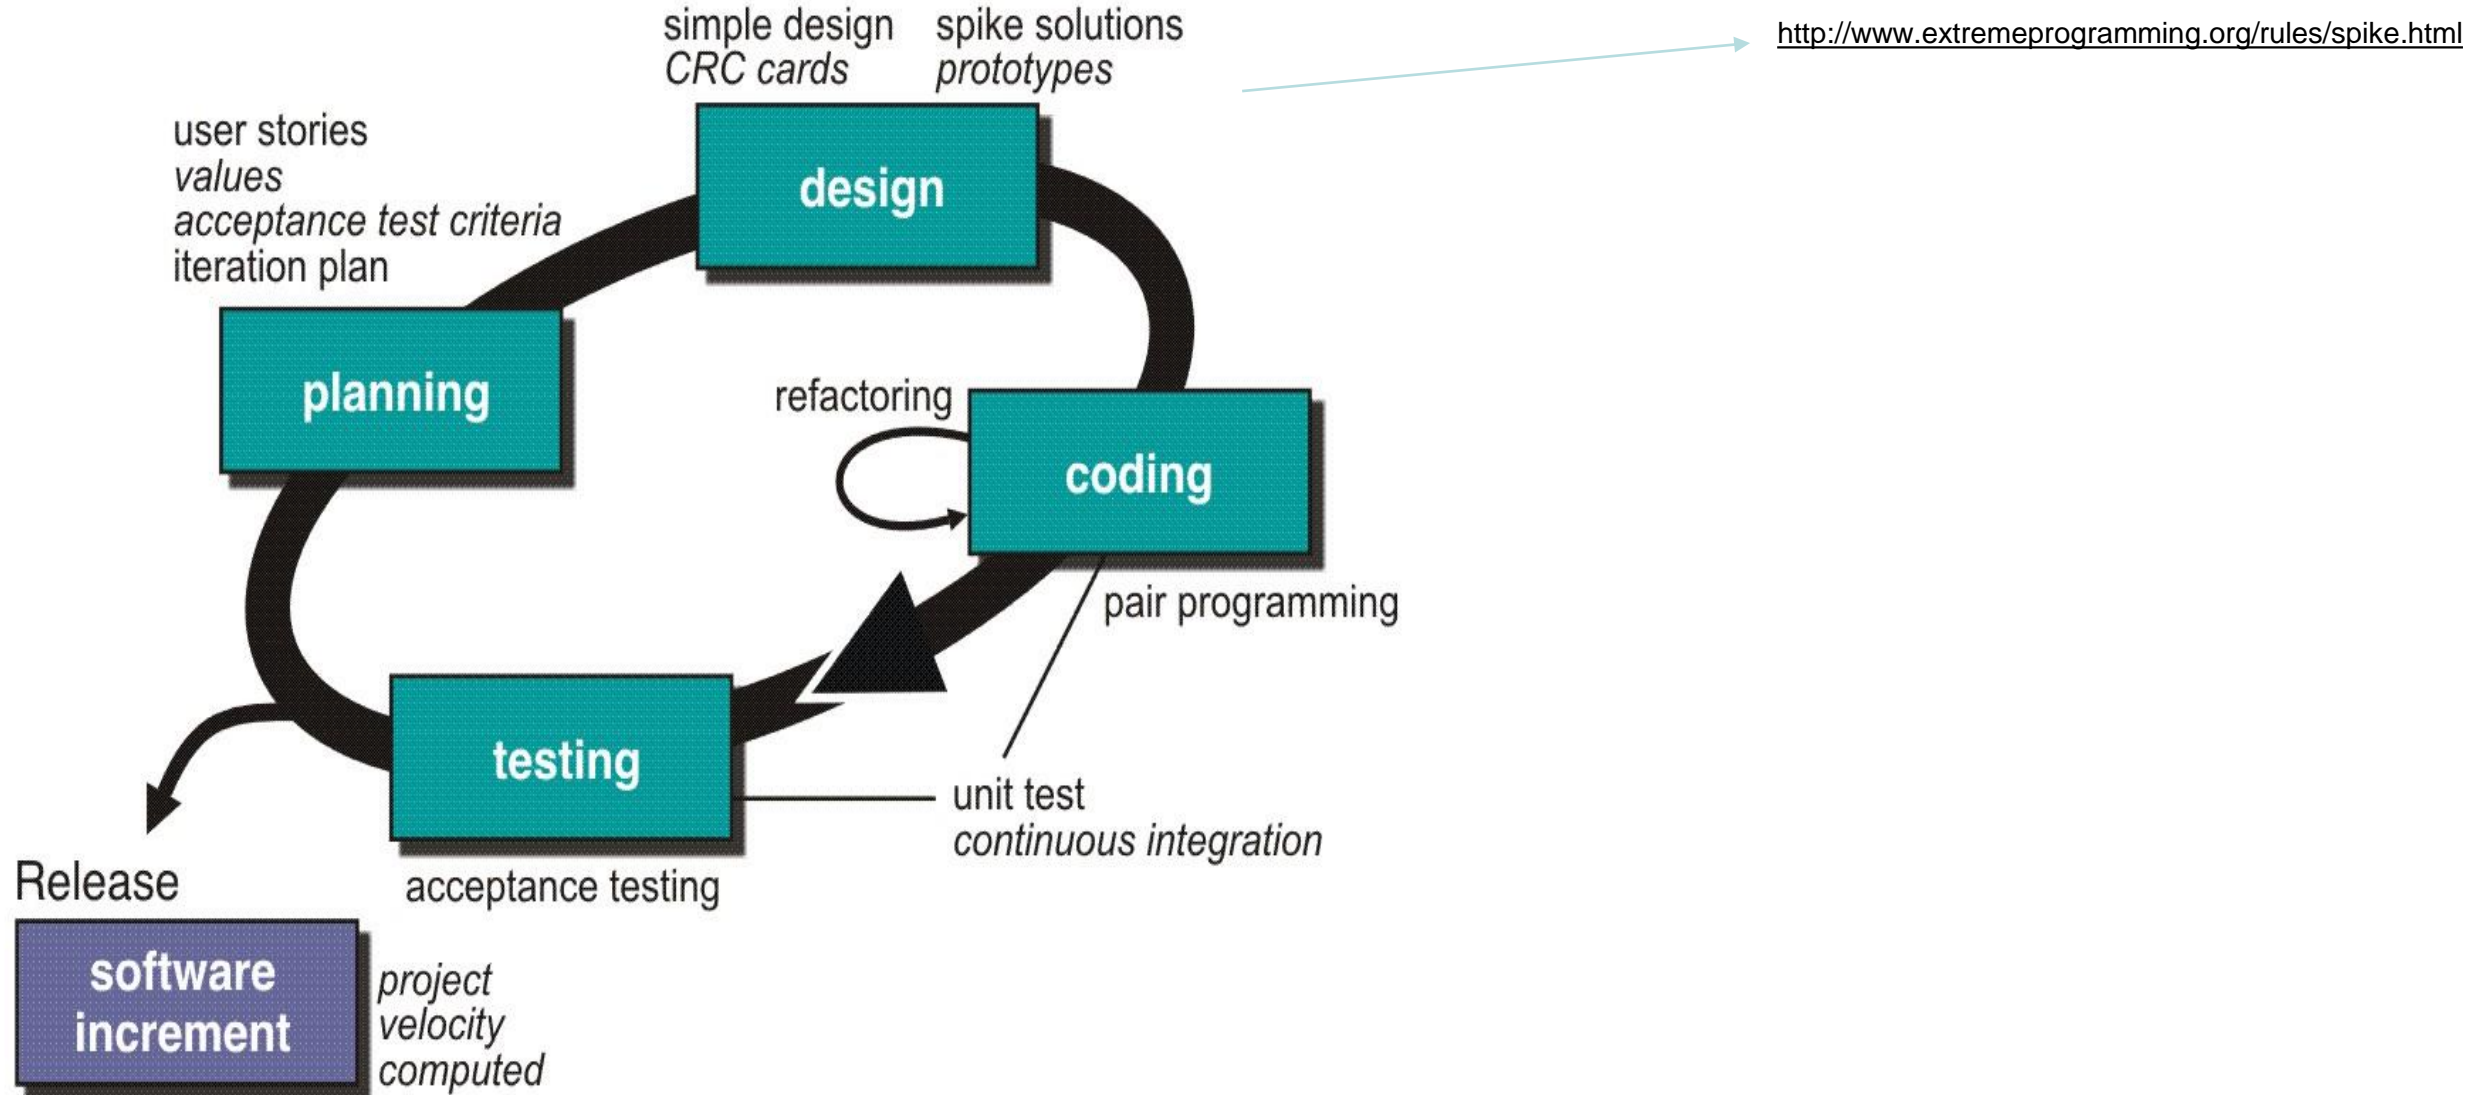 simple design
CRC cards
spike solutions
prototypes
http://www.extremeprogramming.org/rules/spike.html
user stories
values
acceptance test criteria
iteration plan
design
planning
refactoring
coding
pair programming
testing
unit test
continuous integration
acceptance testing
Release
software
increment
project
velocity
computed